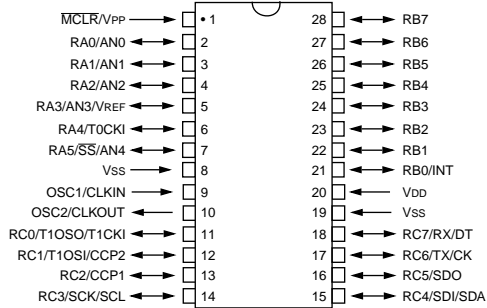 MCLR/VPP • 1 28 RB7
RA0/AN0 2 27 RB6
RA1/AN1 3 26 RB5
RA2/AN2 4 25 RB4
RA3/AN3/VREF 5 24 RB3
RA4/T0CKI 6 23 RB2
RA5/SS/AN4 7 22 RB1
VSS 8 21 RB0/INT
OSC1/CLKIN 9 20 VDD
OSC2/CLKOUT 10 19 VSS
RC0/T1OSO/T1CKI 11 18 RC7/RX/DT
RC1/T1OSI/CCP2 12 17 RC6/TX/CK
RC2/CCP1 13 16 RC5/SDO
RC3/SCK/SCL 14 15 RC4/SDI/SDA